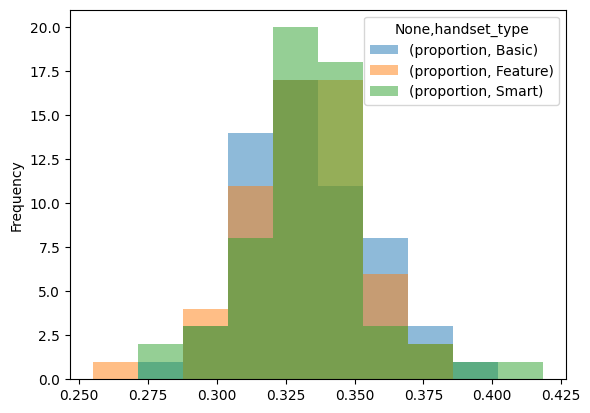 None,handset_type
(proportion, Basic)
(proportion, Feature)
(proportion, Smart)
20.0
17.5
15.0
12.5
10.0
7.5
5.0
2.5
0.0
Frequency
0.250 0.275 0.300 0.325 0.350 0.375 0.400 0.425